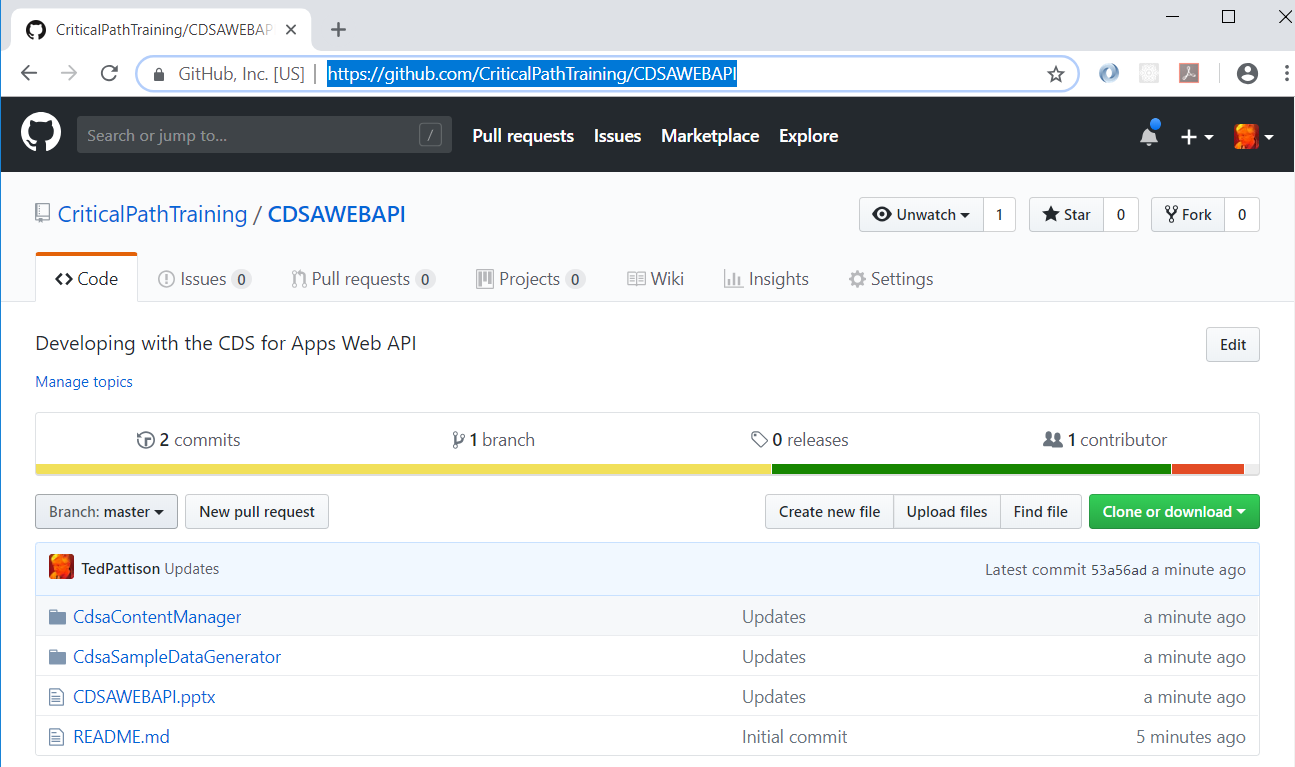 CriticalPathTraining/CDSAWEBAP
GitHub, Inc. [US] | https://github.com/CriticalPathTraining/CDSAWEBAPI
Search or jump to... / Pull requests Issues Marketplace Explore
CriticalPathTraining / CDSAWEBAPI Unwatch 1 Star 0 Fork 0
Code Issues 0 Pull requests 0 Projects 0 Wiki Insights Settings
Developing with the CDS for Apps Web API Edit
Manage topics
2 commits 1 branch 0 releases 1 contributor
Branch: master New pull request Create new file Upload files Find file Clone or download
TedPattison Updates Latest commit 53a56ad a minute ago
CdsaContentManager Updates a minute ago
CdsaSampleDataGenerator Updates a minute ago
CDSAWEBAPI.pptx Updates a minute ago
README.md Initial commit 5 minutes ago